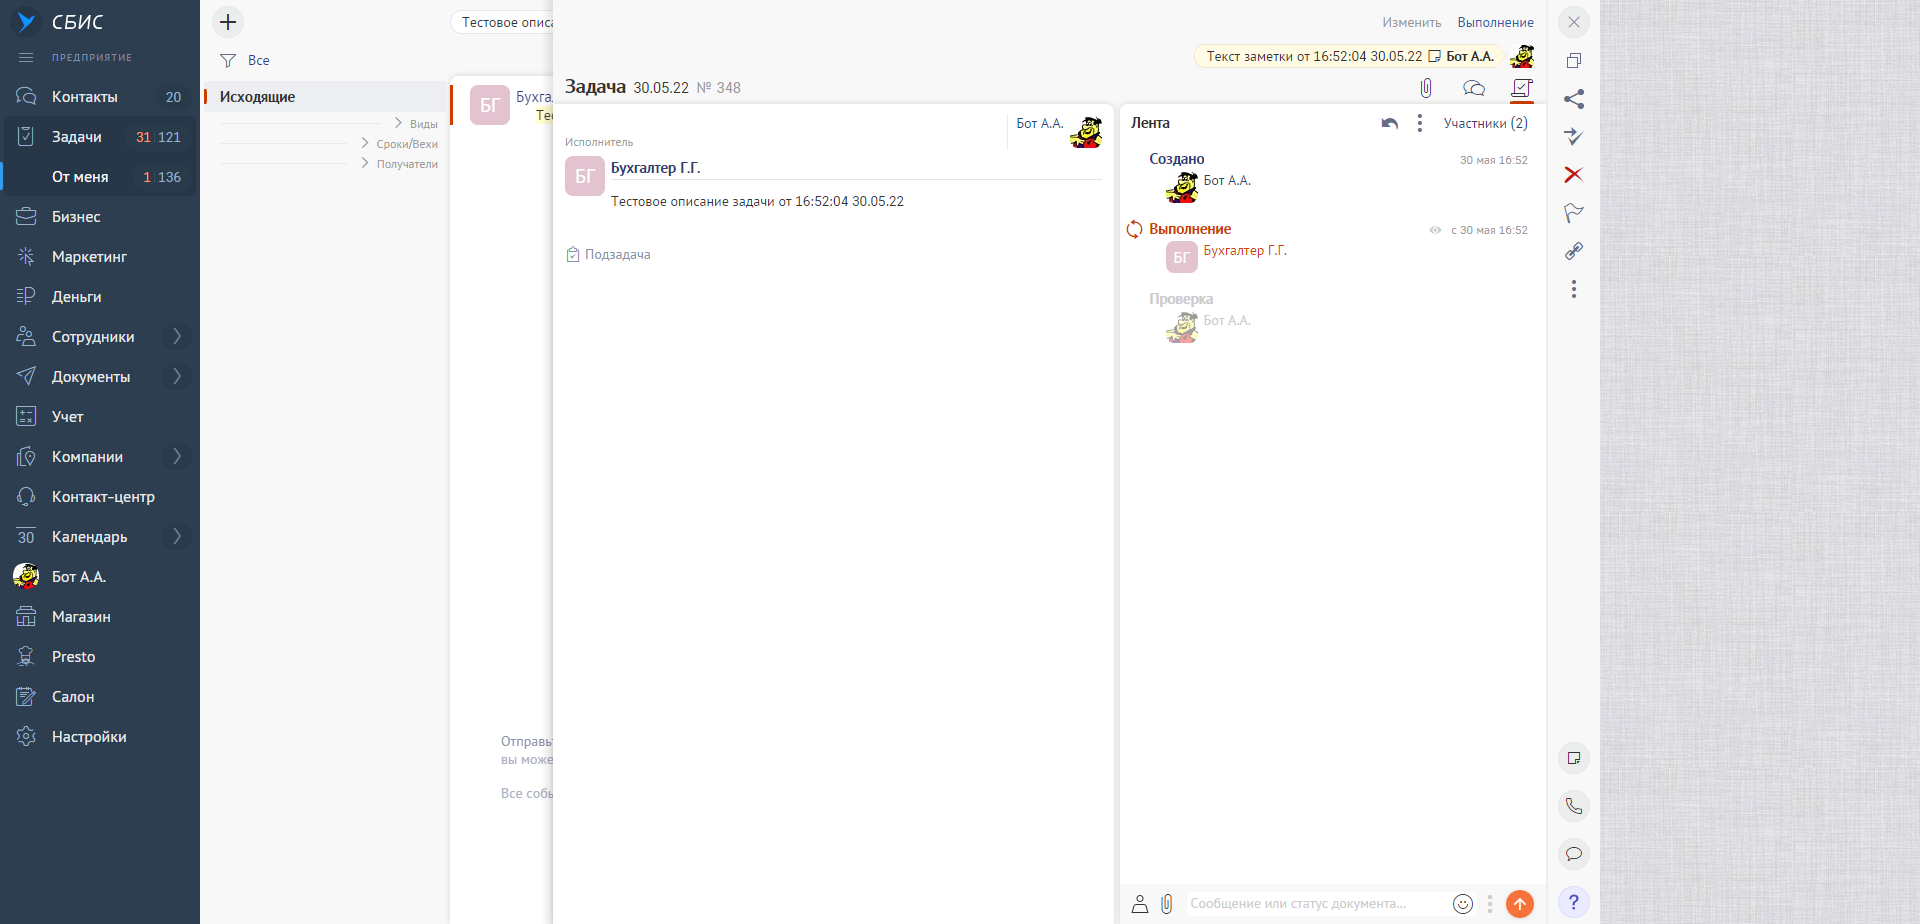 СБИС
ПРЕДПРИЯТИЕ
Контакты 20
Задачи 31 121
От меня 1 136
Бизнес
Маркетинг
Деньги
Сотрудники
Документы
Учет
Компании
Контакт-центр
30 Календарь
Бот А.А.
Магазин
Presto
Салон
Настройки
Все
Исходящие
Виды
Сроки/Вехи
Получатели
Тестовое
БГ
Отправь
вы може
Все
Изменить Выполнение
Текст заметки от 16:52:04 30.05.22 Бот А.А.
Задача 30.05.22 № 348
Бот А.А.
Исполнитель
БГ Бухгалтер Г.Г.
Тестовое описание задачи от 16:52:04 30.05.22
Подзадача
Лента Участники (2)
Создано 30 мая 16:52
Бот А.А.
Выполнение с 30 мая 16:52
БГ Бухгалтер Г.Г.
Проверка
Бот А.А.
Сообщение или статус документа...
?